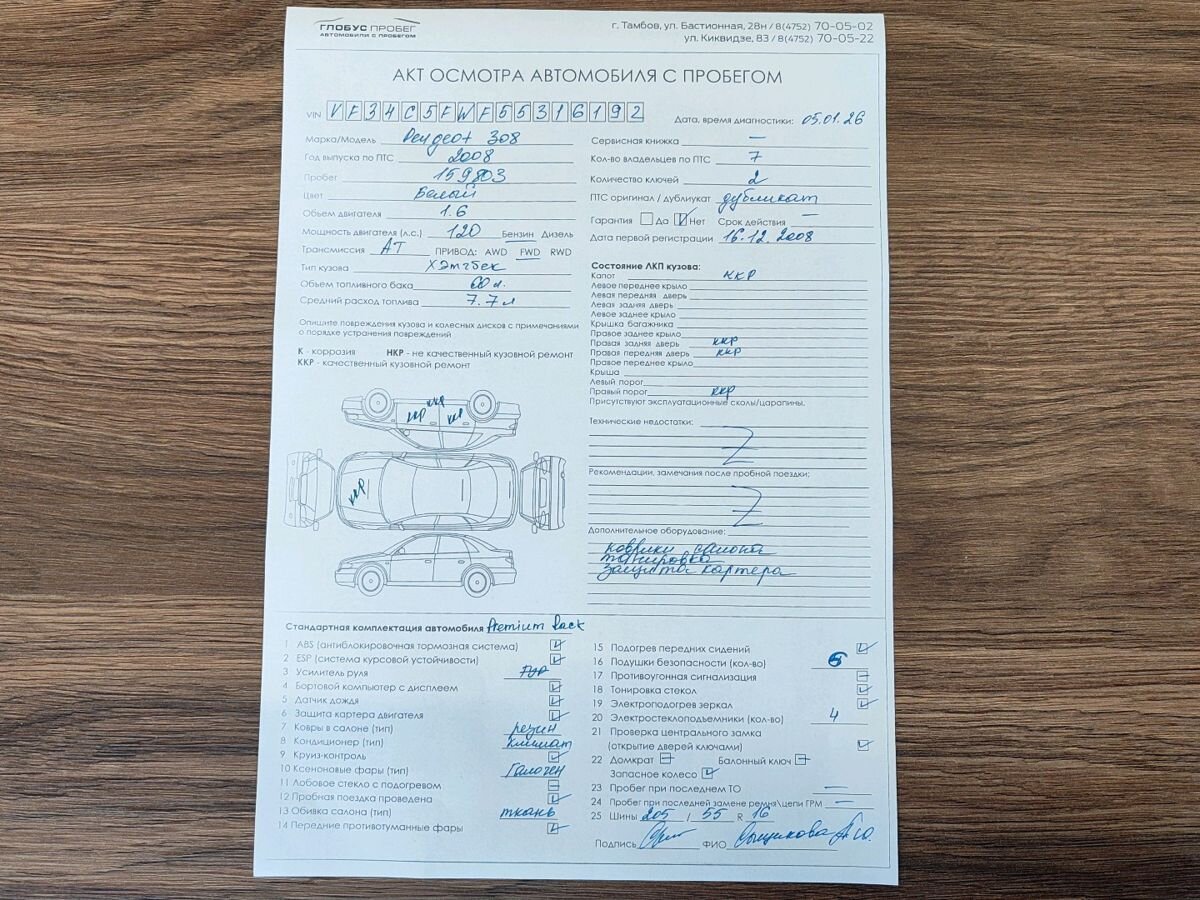 ГЛОБУС ПРОБЕГ
АВТОМОБИЛИ С ПРОБЕГОМ
г. Тамбов, ул. Бастионная, 28н / 8(4752) 70-05-02
ул. Киквидзе, 83 / 8(4752) 70-05-22
АКТ ОСМОТРА АВТОМОБИЛЯ С ПРОБЕГОМ
VIN VF34C5FWF55316192
Дата, время диагностики: 05.01.26
Марка/Модель Peugeot 308
Год выпуска по ПТС 2008
Пробег 159803
Цвет Белый
Объем двигателя 1.6
Мощность двигателя (л.с.) 120 Бензин Дизель
Трансмиссия АТ ПРИВОД: AWD FWD RWD
Тип кузова Хэтчбек
Объем топливного бака 60 л.
Средний расход топлива 7.7 л
Опишите повреждения кузова и колесных дисков с примечаниями
о порядке устранения повреждений
К - коррозия НКР - не качественный кузовной ремонт
ККР - качественный кузовной ремонт
ккр
ккр ккр
ккр
Сервисная книжка —
Кол-во владельцев по ПТС 7
Количество ключей 2
ПТС оригинал / дубликат дубликат
Гарантия Да Нет Срок действия —
Дата первой регистрации 16.12.2008
Состояние ЛКП кузова:
Капот ккр
Левое переднее крыло
Левая передняя дверь
Левая задняя дверь
Левое заднее крыло
Крышка багажника
Правое заднее крыло
Правая задняя дверь ккр
Правая передняя дверь ккр
Правое переднее крыло
Крыша
Левый порог
Правый порог ккр
Присутствуют эксплуатационные сколы/царапины.
Технические недостатки:
Рекомендации, замечания после пробной поездки:
Дополнительное оборудование:
коврики салона
тонировка
защита картера
Стандартная комплектация автомобиля Premium Pack
1 ABS (антиблокировочная тормозная система)
2 ESP (система курсовой устойчивости)
3 Усилитель руля ГУР
4 Бортовой компьютер с дисплеем
5 Датчик дождя
6 Защита картера двигателя
7 Ковры в салоне (тип) резин
8 Кондиционер (тип) климат
9 Круиз-контроль
10 Ксеноновые фары (тип) Галоген
11 Лобовое стекло с подогревом
12 Пробная поездка проведена
13 Обивка салона (тип) ткань
14 Передние противотуманные фары
15 Подогрев передних сидений
16 Подушки безопасности (кол-во) 6
17 Противоугонная сигнализация
18 Тонировка стекол
19 Электроподогрев зеркал
20 Электростеклоподъемники (кол-во) 4
21 Проверка центрального замка
(открытие дверей ключами)
22 Домкрат Балонный ключ
Запасное колесо
23 Пробег при последнем ТО —
24 Пробег при последней замене ремня\цепи ГРМ —
25 Шины 205 / 55 R 16
Подпись ФИО